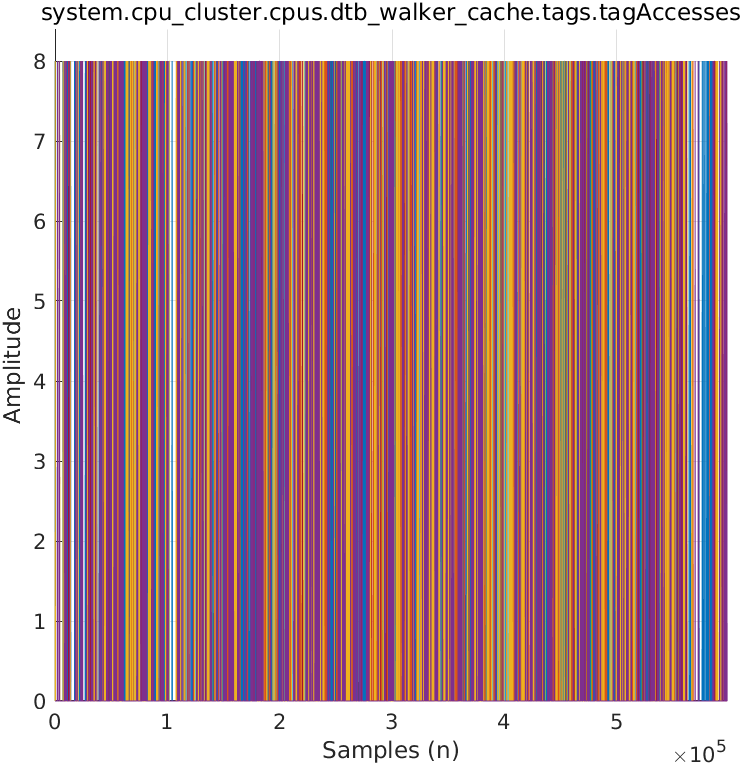 system.cpu_cluster.cpus.dtb_walker_cache.tags.tagAccesses
8
7
6
5
4
3
2
1
0
Amplitude
0 1 2 3 4 5
Samples (n)
×10^5